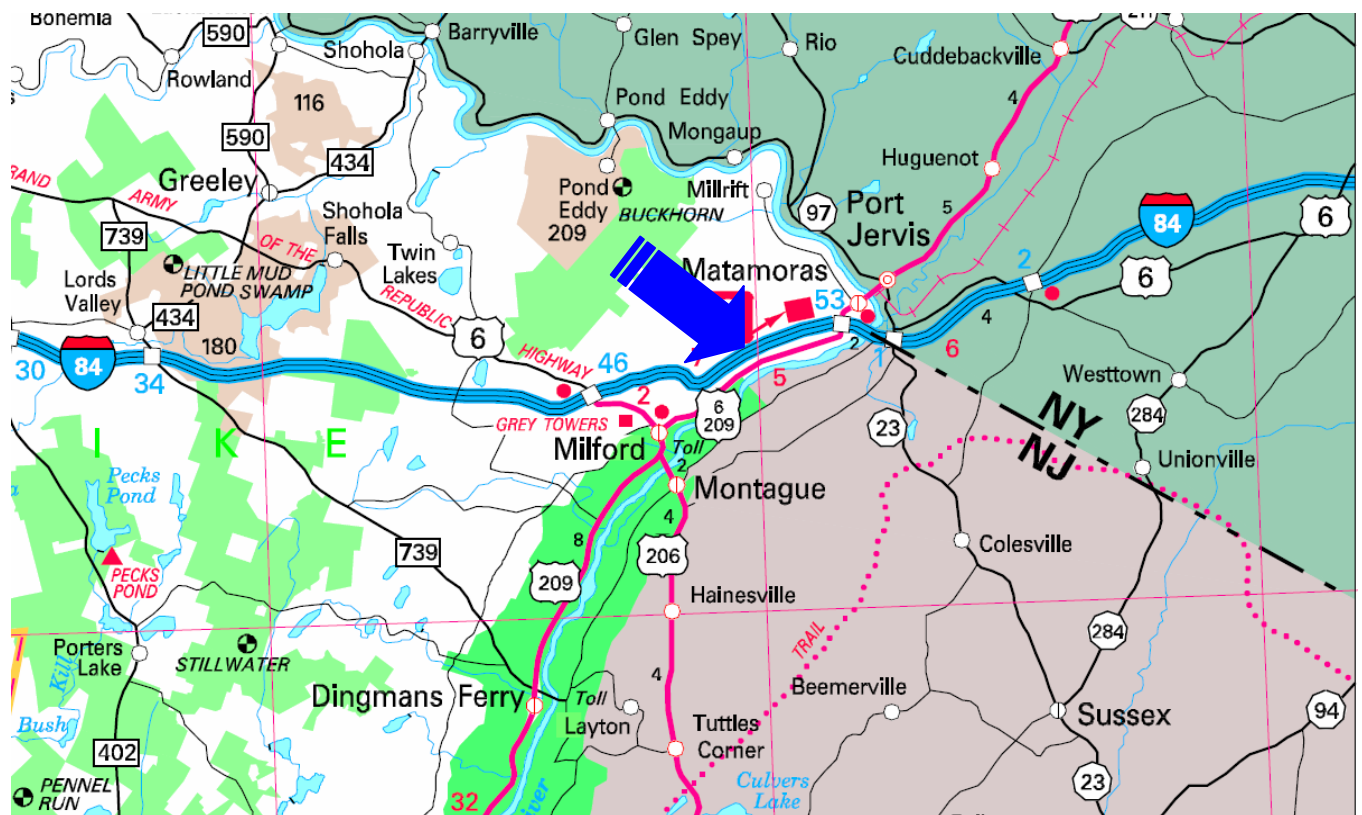 Bohemia
590
Rowland
Shohola
Barryville
Glen Spey
Rio
Cuddebackville
4
116
590
434
Pond Eddy
Mongaup
Huguenot
Greeley
RAND
ARMY
OF THE
REPUBLIC
HIGHWAY
Shohola
Falls
739
Pond
Eddy
209
BUCKHORN
Millrift
97
Port
Jervis
5
84
6
Twin
Lakes
Matamoras
53
2
6
Lords
Valley
LITTLE MUD
POND SWAMP
434
180
6
4
30
84
34
46
2
5
2
1
6
Westtown
6
209
GREY TOWERS
Milford
Toll
2
23
NY
NJ
284
Unionville
I
K
E
Pecks
Pond
Montague
4
8
739
209
206
Colesville
PECKS
POND
Hainesville
TRAIL
284
Porters
Lake
STILLWATER
Kill
Bush
4
Dingmans Ferry
Toll
Layton
Beemerville
Sussex
94
Tuttles
Corner
402
PENNEL
RUN
32
iver
Culvers
Lake
23